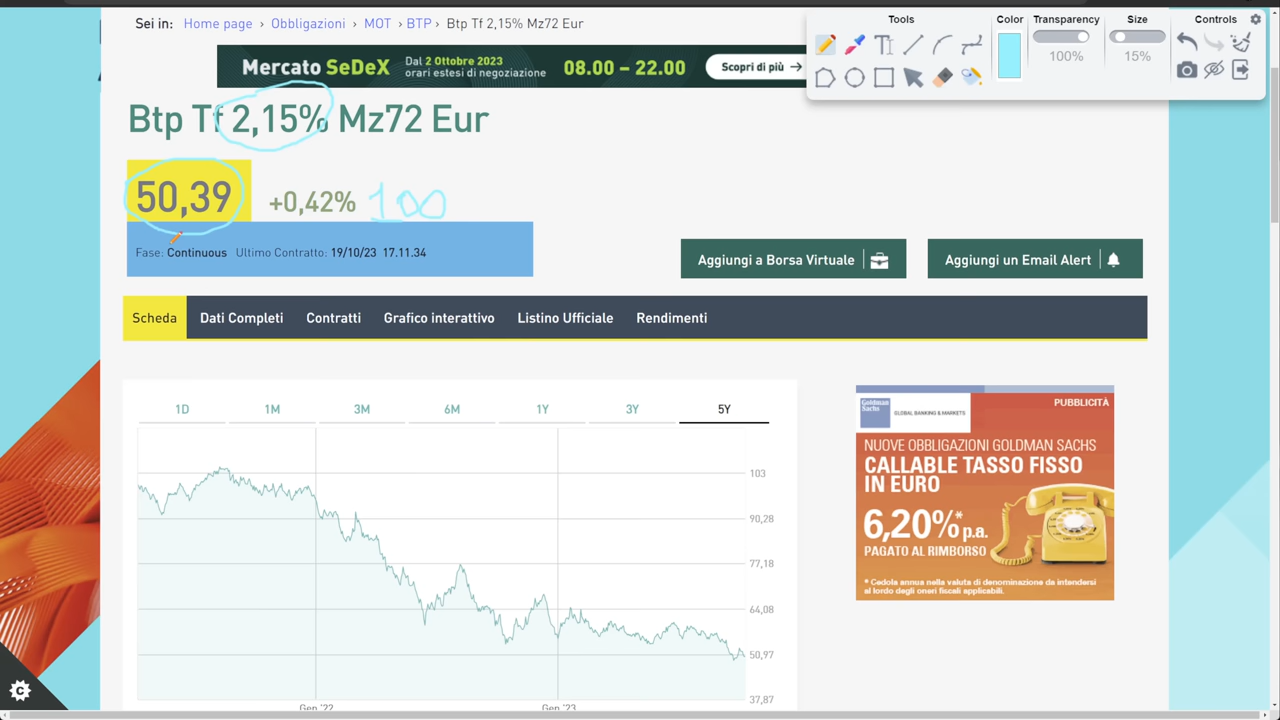 Sei in: Home page › Obbligazioni › MOT › BTP › Btp Tf 2,15% Mz72 Eur
Tools
Color
Transparency
Size
Controls
100%
15%
Mercato SeDeX
Dal 2 Ottobre 2023
orari estesi di negoziazione
08.00 – 22.00
Scopri di più →
Btp Tf 2,15% Mz72 Eur
50,39 +0,42% 100
Fase: Continuous Ultimo Contratto: 19/10/23 17.11.34
Aggiungi a Borsa Virtuale
Aggiungi un Email Alert
Scheda Dati Completi Contratti Grafico interattivo Listino Ufficiale Rendimenti
1D 1M 3M 6M 1Y 3Y 5Y
103
90,28
77,18
64,08
50,97
37,87
Gen '22 Gen '23
Goldman
Sachs
GLOBAL BANKING & MARKETS
PUBBLICITÀ
NUOVE OBBLIGAZIONI GOLDMAN SACHS
CALLABLE TASSO FISSO
IN EURO
6,20%* p.a.
PAGATO AL RIMBORSO
* Cedola annua nella valuta di denominazione da intendersi
al lordo degli oneri fiscali applicabili.